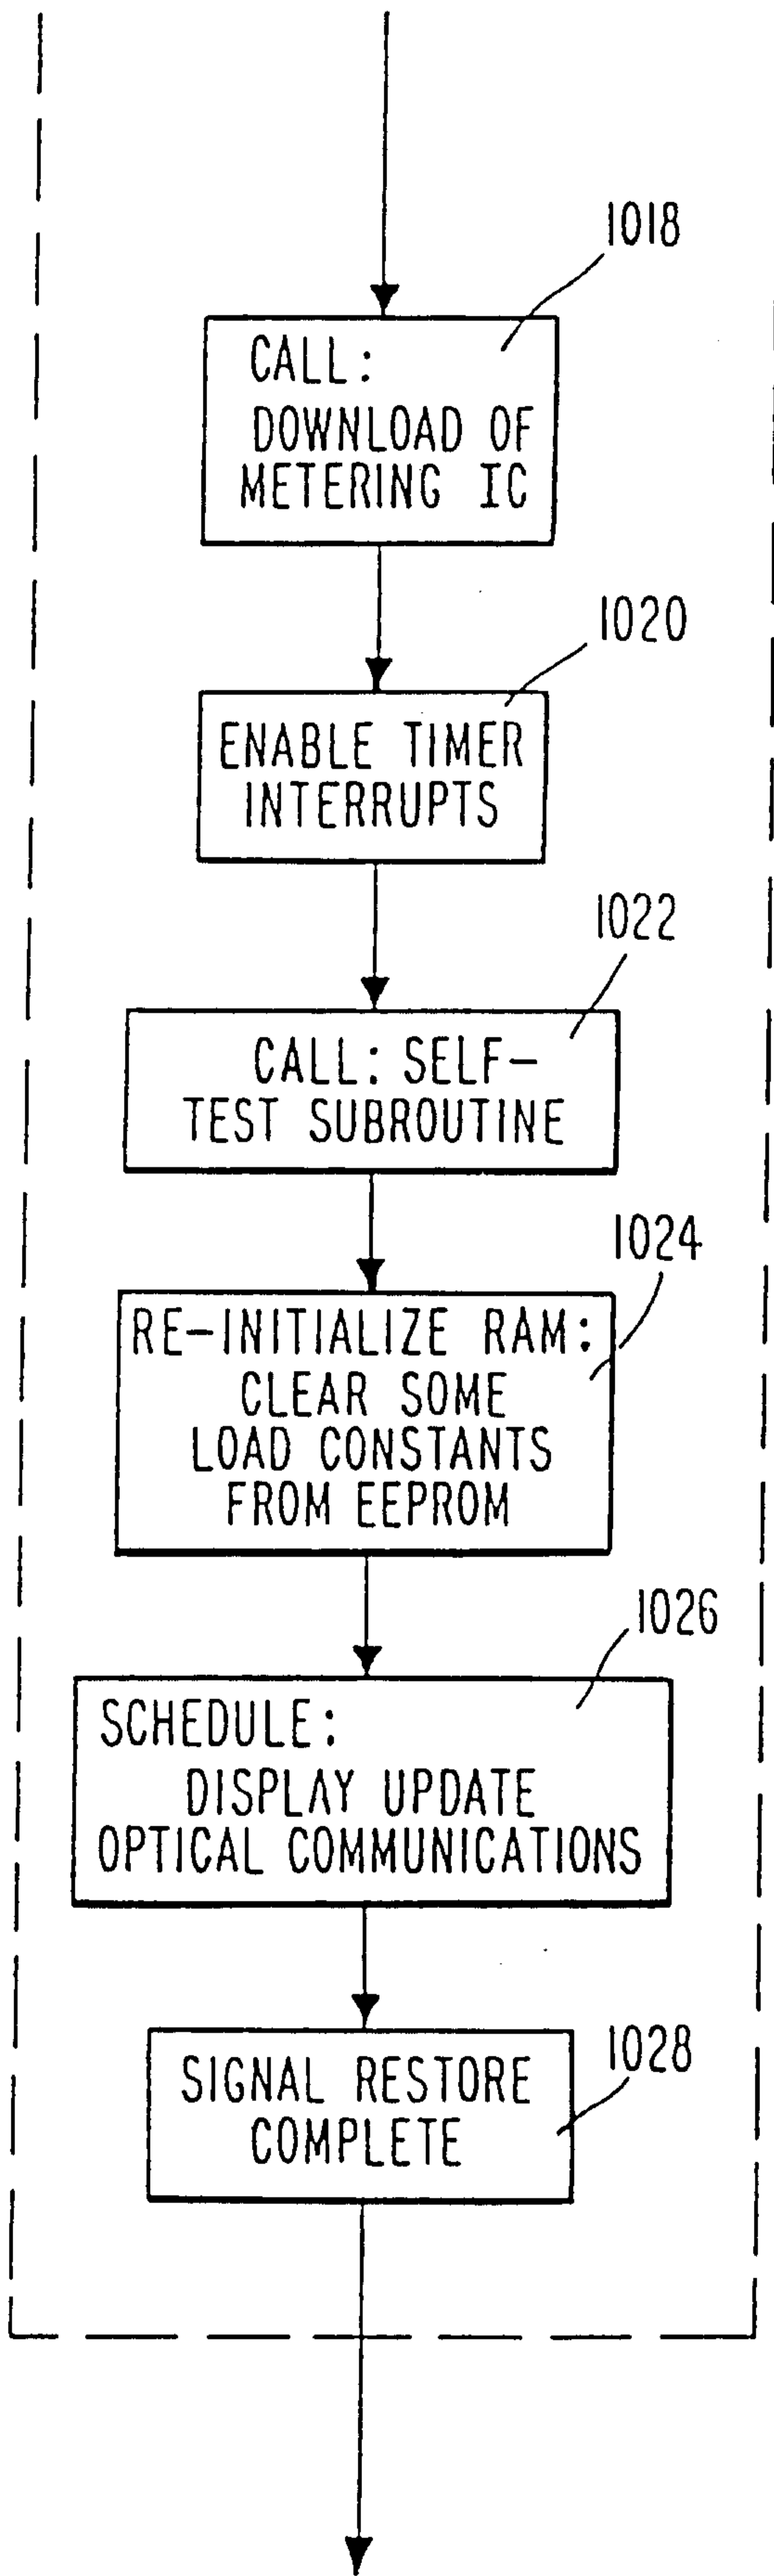 1018
CALL:
DOWNLOAD OF
METERING IC
1020
ENABLE TIMER
INTERRUPTS
1022
CALL: SELF-
TEST SUBROUTINE
1024
RE-INITIALIZE RAM:
CLEAR SOME
LOAD CONSTANTS
FROM EEPROM
1026
SCHEDULE:
DISPLAY UPDATE
OPTICAL COMMUNICATIONS
1028
SIGNAL RESTORE
COMPLETE